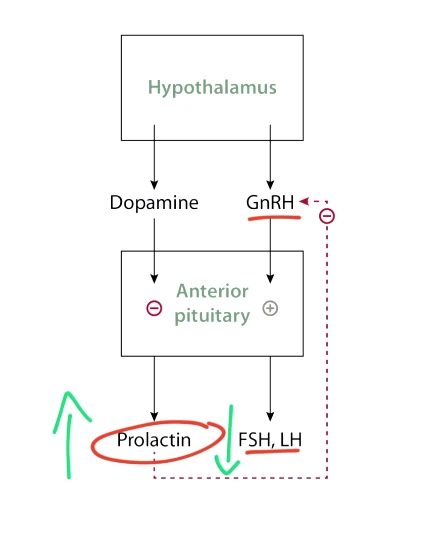 Hypothalamus
Dopamine GnRH
Anterior
pituitary
Prolactin FSH, LH